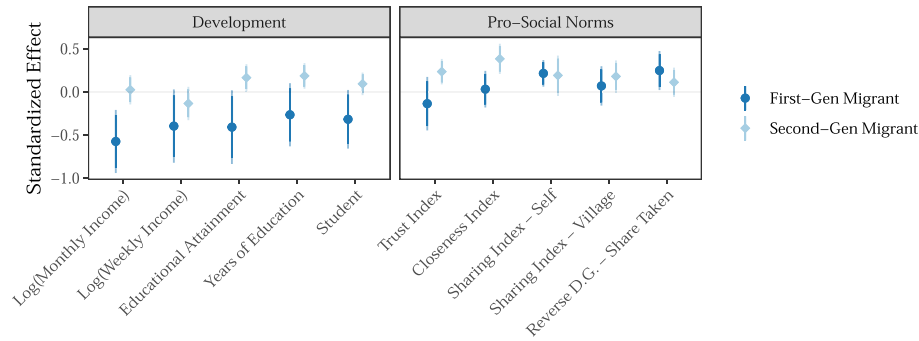 Development
Pro−Social Norms
Standardized Effect
0.5
0.0
−0.5
−1.0
Log(Monthly Income)
Log(Weekly Income)
Educational Attainment
Years of Education
Student
Trust Index
Closeness Index
Sharing Index − Self
Sharing Index − Village
Reverse D.G. − Share Taken
First−Gen Migrant
Second−Gen Migrant